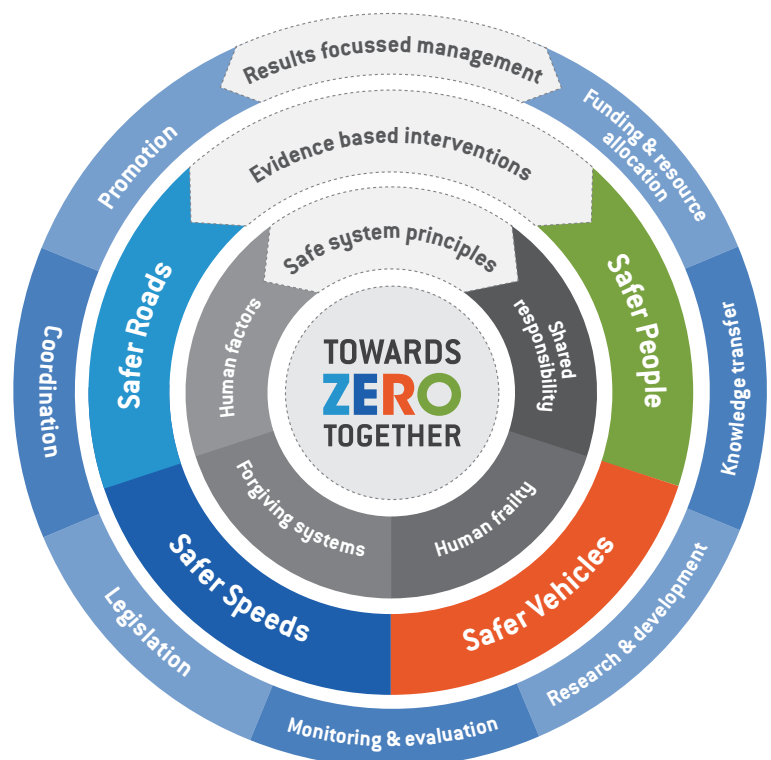 Results focussed management
Funding & resource
allocation
Knowledge transfer
Research & development
Monitoring & evaluation
Legislation
Coordination
Promotion
Evidence based interventions
Safer People
Safer Vehicles
Safer Speeds
Safer Roads
Safe system principles
Shared
responsibility
Human frailty
Forgiving systems
Human factors
TOWARDS
ZERO
TOGETHER